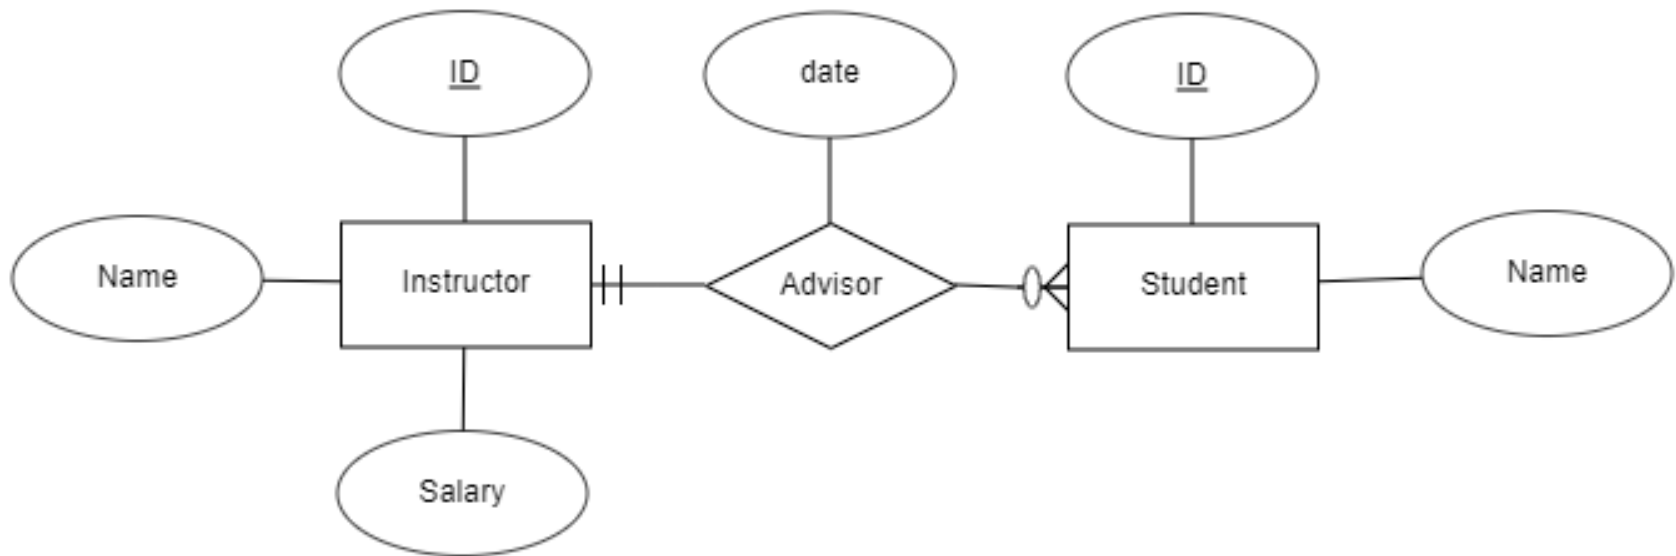 ID
date
ID
Name
Instructor
Advisor
Student
Name
Salary